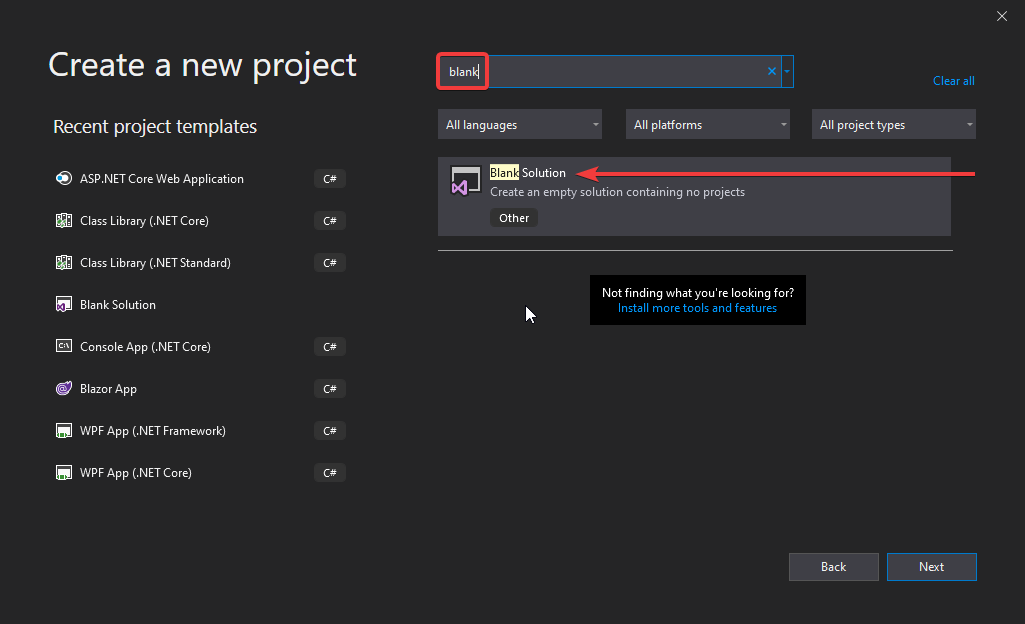 Create a new project
Recent project templates
ASP.NET Core Web Application C#
Class Library (.NET Core) C#
Class Library (.NET Standard) C#
Blank Solution
Console App (.NET Core) C#
Blazor App C#
WPF App (.NET Framework) C#
WPF App (.NET Core) C#
blank
Clear all
All languages
All platforms
All project types
Blank Solution
Create an empty solution containing no projects
Other
Not finding what you're looking for?
Install more tools and features
Back
Next